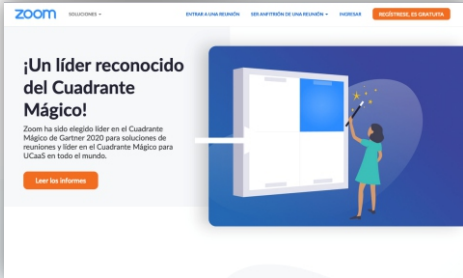 zoom
SOLUCIONES
ENTRAR A UNA REUNIÓN
SER ANFITRIÓN DE UNA REUNIÓN
INGRESAR
REGÍSTRESE, ES GRATUITA
¡Un líder reconocido
del Cuadrante
Mágico!
Zoom ha sido elegido líder en el Cuadrante
Mágico de Gartner 2020 para soluciones de
reuniones y líder en el Cuadrante Mágico para
UCaaS en todo el mundo.
Leer los informes